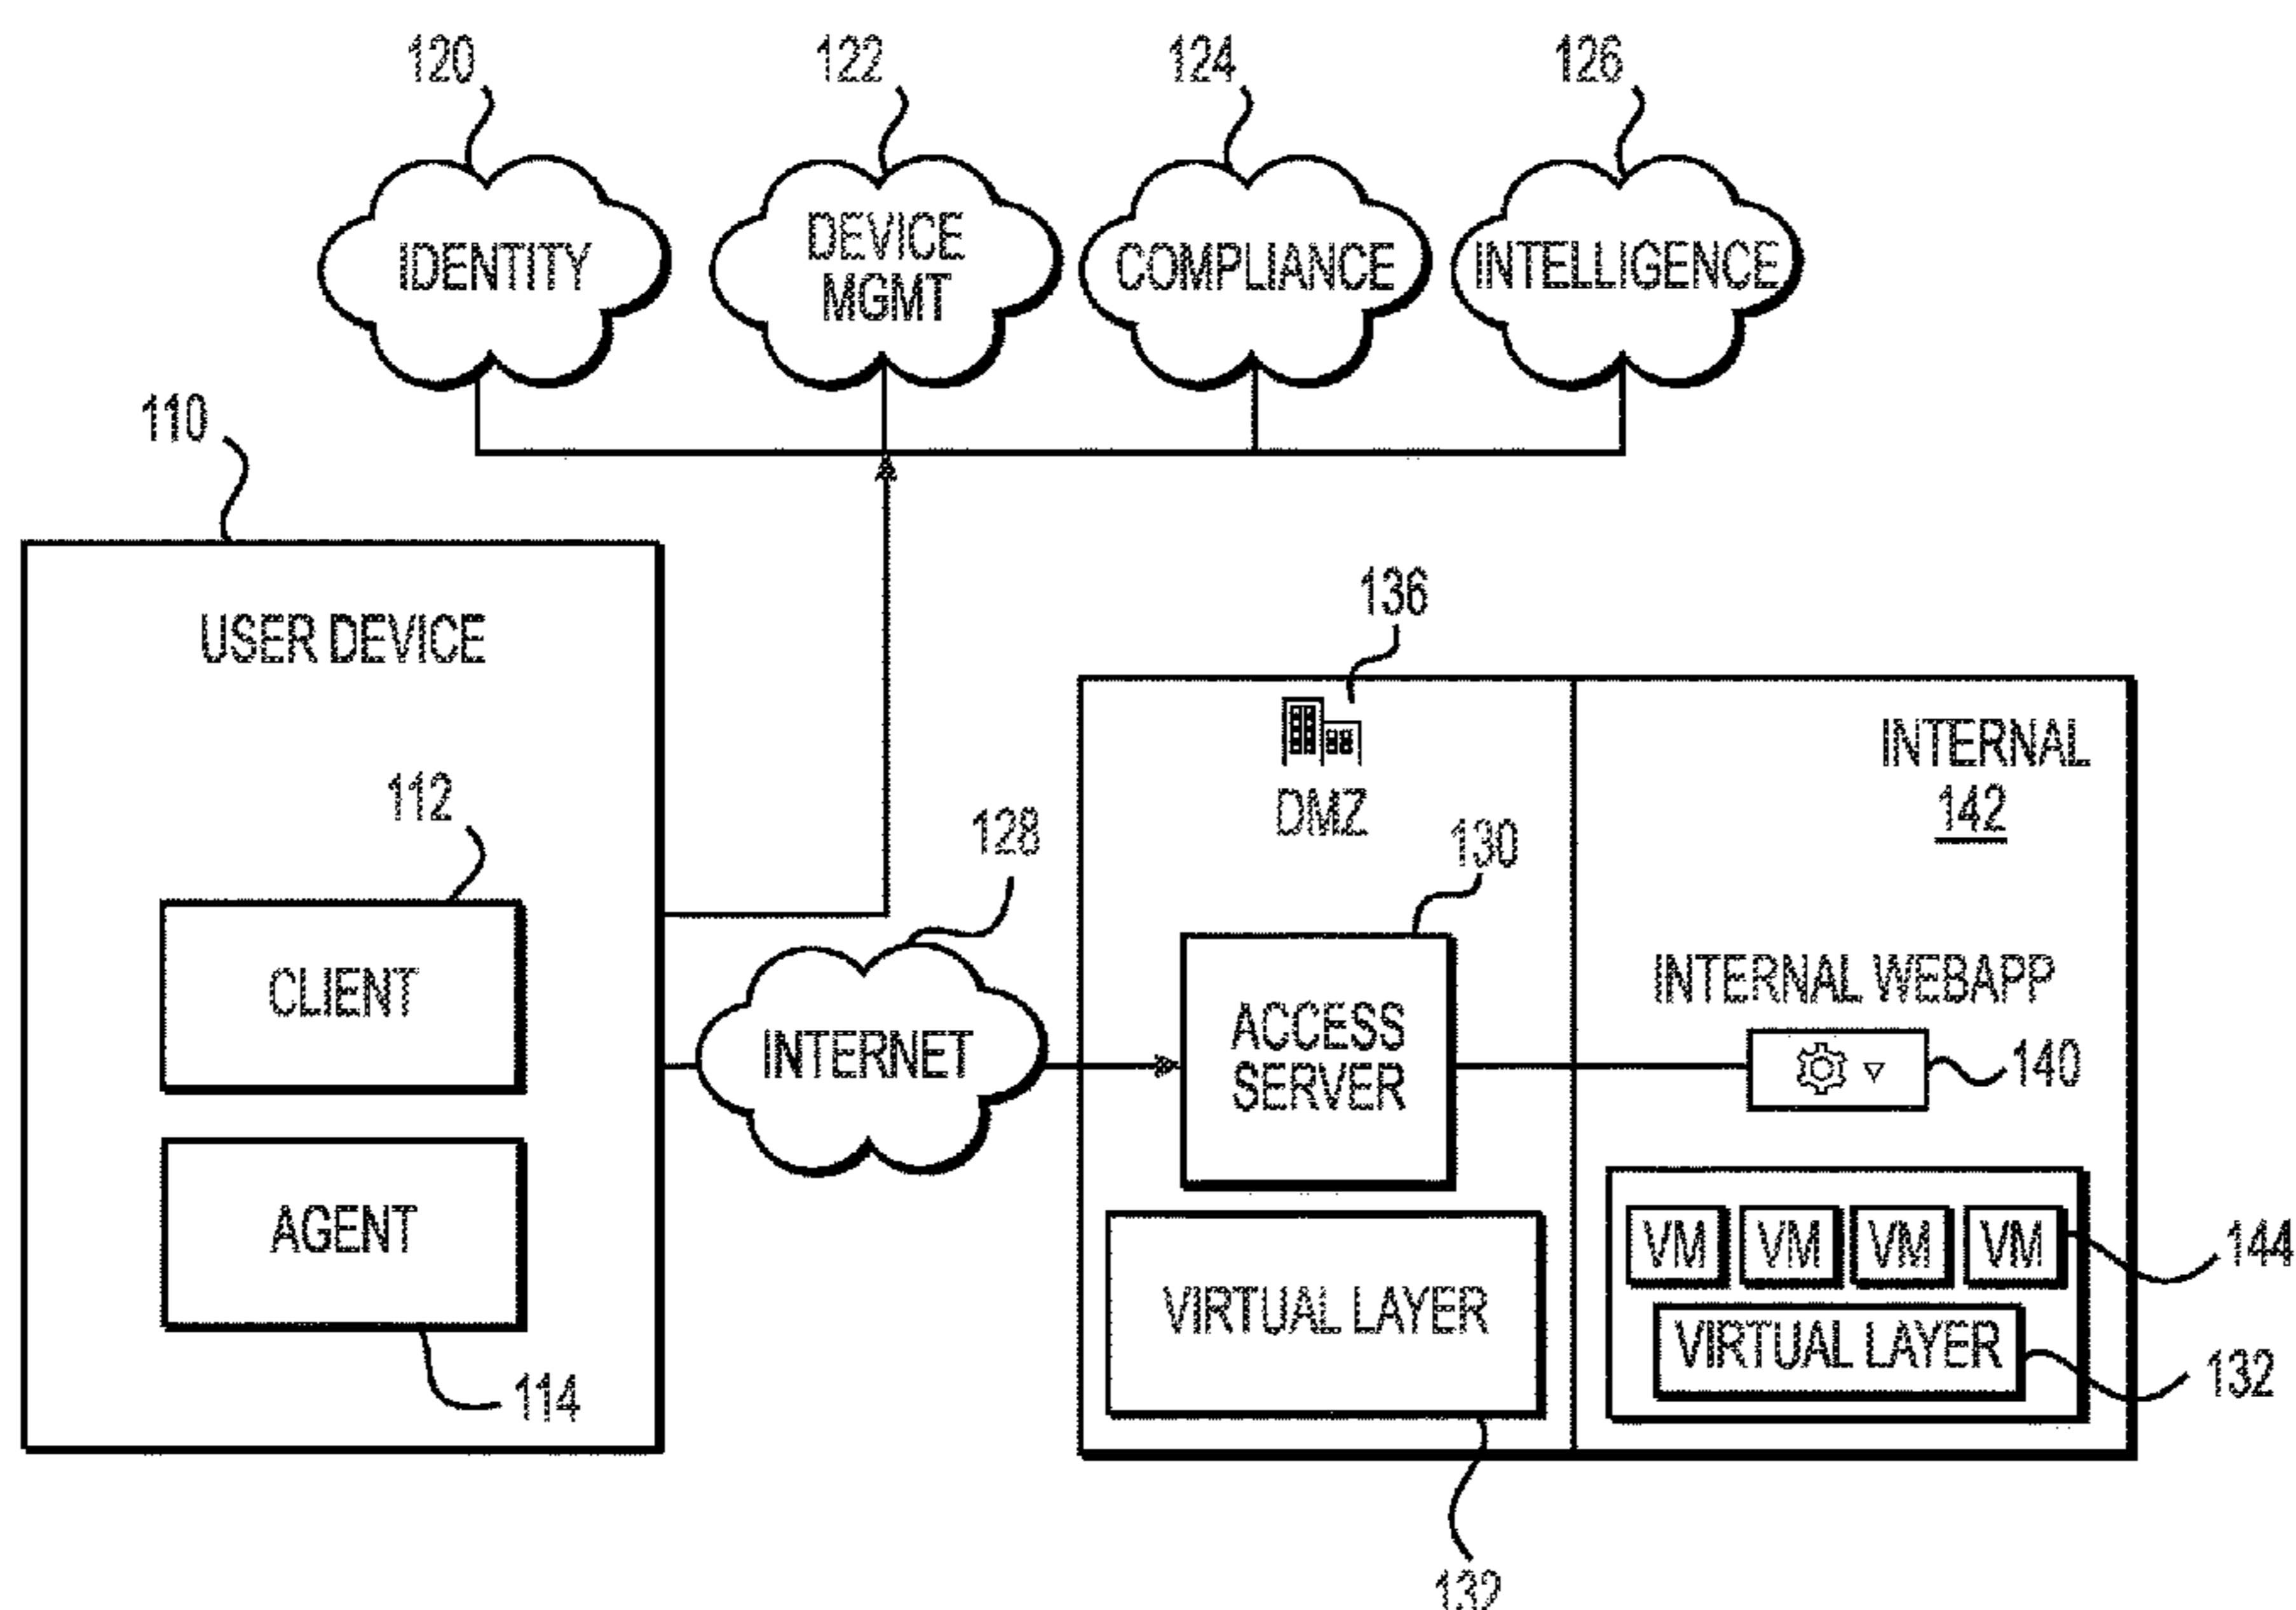 120
122
124
126
IDENTITY
DEVICE
MGMT
COMPLIANCE
INTELLIGENCE
110
USER DEVICE
136
INTERNAL
142
DMZ
112
128
130
CLIENT
INTERNET
ACCESS
SERVER
INTERNAL WEBAPP
140
AGENT
114
VIRTUAL LAYER
VM
VM
VM
VM
144
VIRTUAL LAYER
132
132